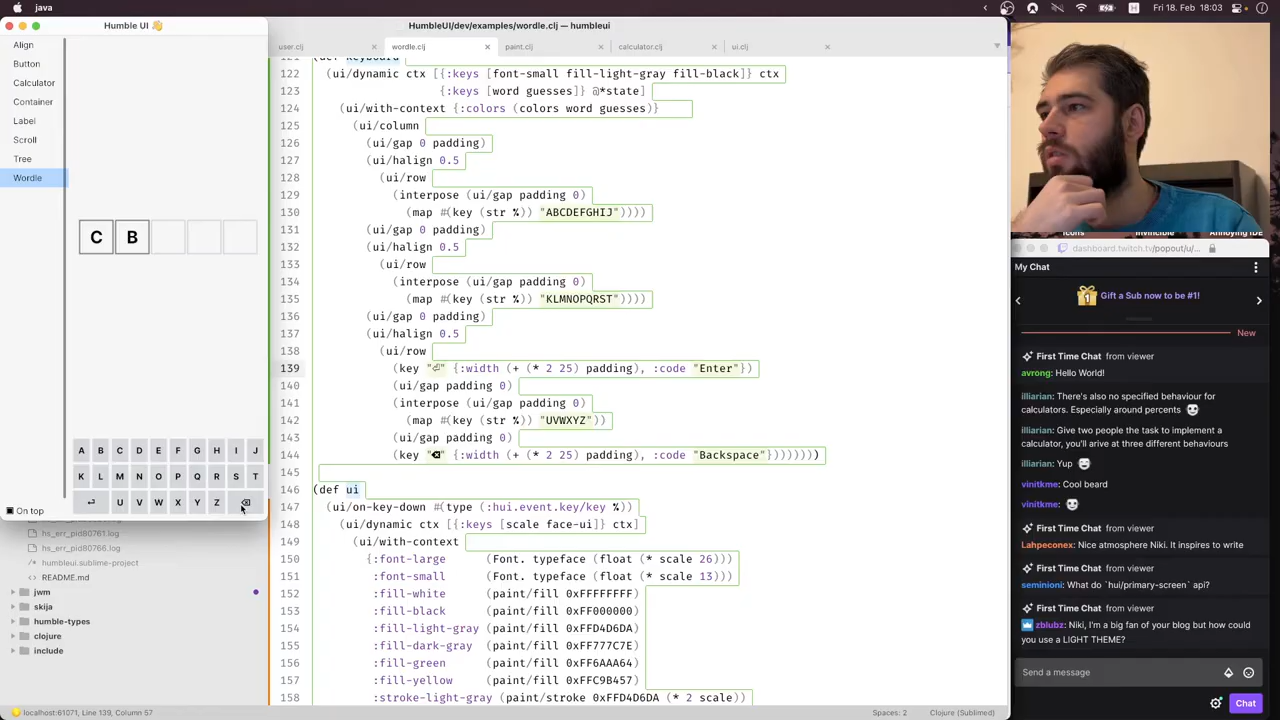 java
Fri, 18. Feb 18:03
Humble UI 👋
HumbleUI/dev/examples/wordle.clj — humbleui
user.clj
wordle.clj
paint.clj
calculator.clj
ui.clj
Align
Button
Calculator
Container
Label
Scroll
Tree
Wordle
C B
A B C D E F G H I J
K L M N O P Q R S T
⏎ U V W X Y Z ⌫
On top
hs_err_pid80761.log
hs_err_pid80766.log
humbleui.sublime-project
README.md
jwm
skija
humble-types
clojure
include
(def keyboard
122 (ui/dynamic ctx [{:keys [font-small fill-light-gray fill-black]} ctx
123 {:keys [word guesses]} @*state]
124 (ui/with-context {:colors (colors word guesses)}
125 (ui/column
126 (ui/gap 0 padding)
127 (ui/halign 0.5
128 (ui/row
129 (interpose (ui/gap padding 0)
130 (map #(key (str %)) "ABCDEFGHIJ"))))
131 (ui/gap 0 padding)
132 (ui/halign 0.5
133 (ui/row
134 (interpose (ui/gap padding 0)
135 (map #(key (str %)) "KLMNOPQRST"))))
136 (ui/gap 0 padding)
137 (ui/halign 0.5
138 (ui/row
139 (key "⏎" {:width (+ (* 2 25) padding), :code "Enter"})
140 (ui/gap padding 0)
141 (interpose (ui/gap padding 0)
142 (map #(key (str %)) "UVWXYZ"))
143 (ui/gap padding 0)
144 (key "⌫" {:width (+ (* 2 25) padding), :code "Backspace"})))))))
145
146 (def ui
147 (ui/on-key-down #(type (:hui.event.key/key %))
148 (ui/dynamic ctx [{:keys [scale face-ui]} ctx]
149 (ui/with-context
150 {:font-large (Font. typeface (float (* scale 26)))
151 :font-small (Font. typeface (float (* scale 13)))
152 :fill-white (paint/fill 0xFFFFFFFF)
153 :fill-black (paint/fill 0xFF000000)
154 :fill-light-gray (paint/fill 0xFFD4D6DA)
155 :fill-dark-gray (paint/fill 0xFF777C7E)
156 :fill-green (paint/fill 0xFF6AAA64)
157 :fill-yellow (paint/fill 0xFFC9B457)
158 :stroke-light-gray (paint/stroke 0xFFD4D6DA (* 2 scale))
localhost:61071, Line 139, Column 57
Spaces: 2
Clojure (Sublimed)
Icons
Invincible
Annoying IDE
dashboard.twitch.tv/popout/u/...
My Chat
Gift a Sub now to be #1!
New
First Time Chat from viewer
avrong: Hello World!
illiarian: There's also no specified behaviour for
calculators. Especially around percents
illiarian: Give two people the task to implement a
calculator, you'll arive at three different behaviours
illiarian: Yup
vinitkme: Cool beard
vinitkme:
First Time Chat from viewer
Lahpeconex: Nice atmosphere Niki. It inspires to write
First Time Chat from viewer
seminioni: What do `hui/primary-screen` api?
First Time Chat from viewer
zblubz: Niki, I'm a big fan of your blog but how could
you use a LIGHT THEME?
Send a message
Chat